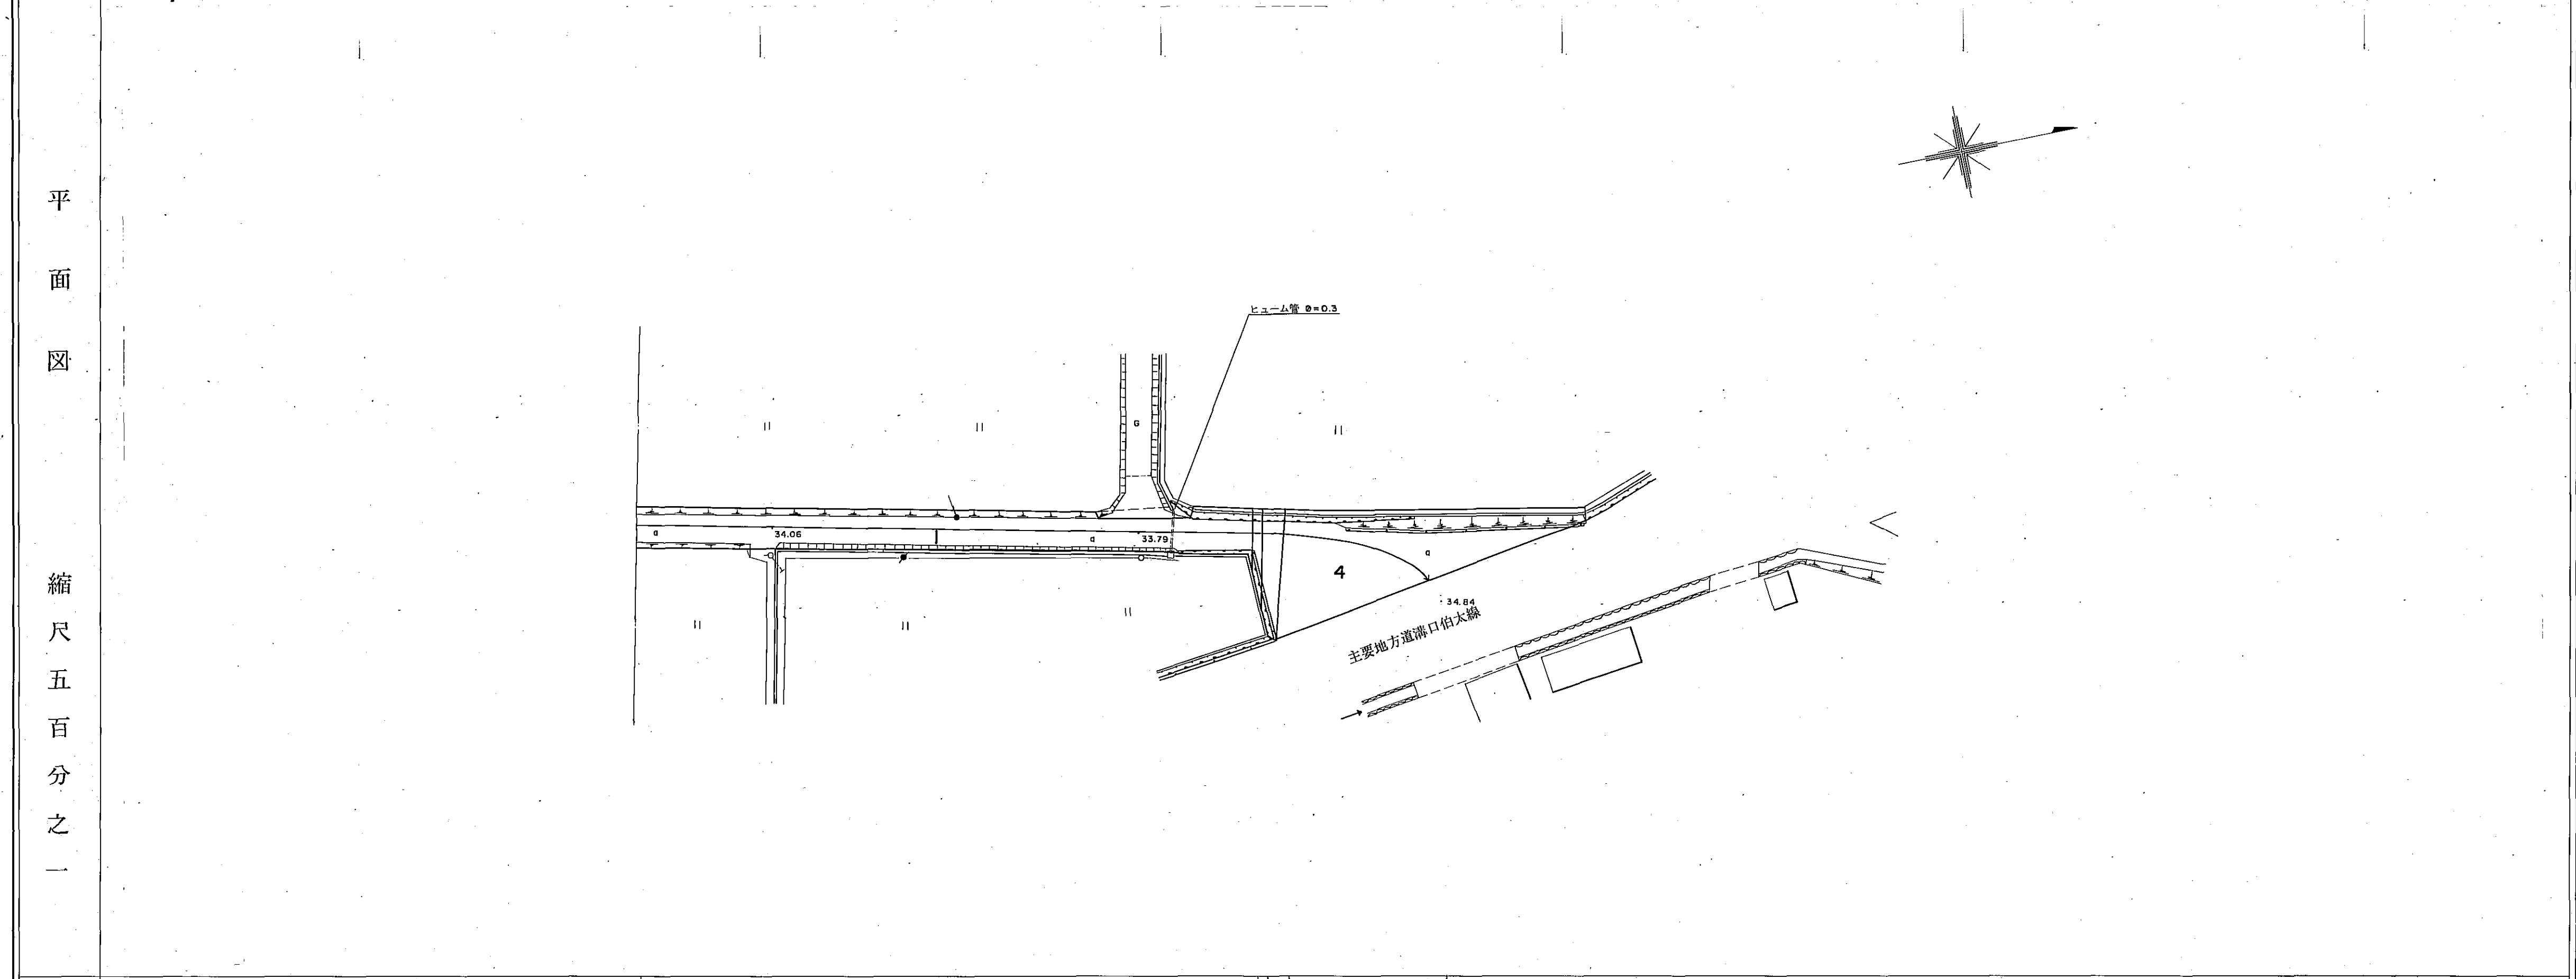 平面図
縮尺五百分之一
ヒューム管 Ø=0.3
G
a
34.06
a
33.79
a
4
34.84
主要地方道溝口伯太線